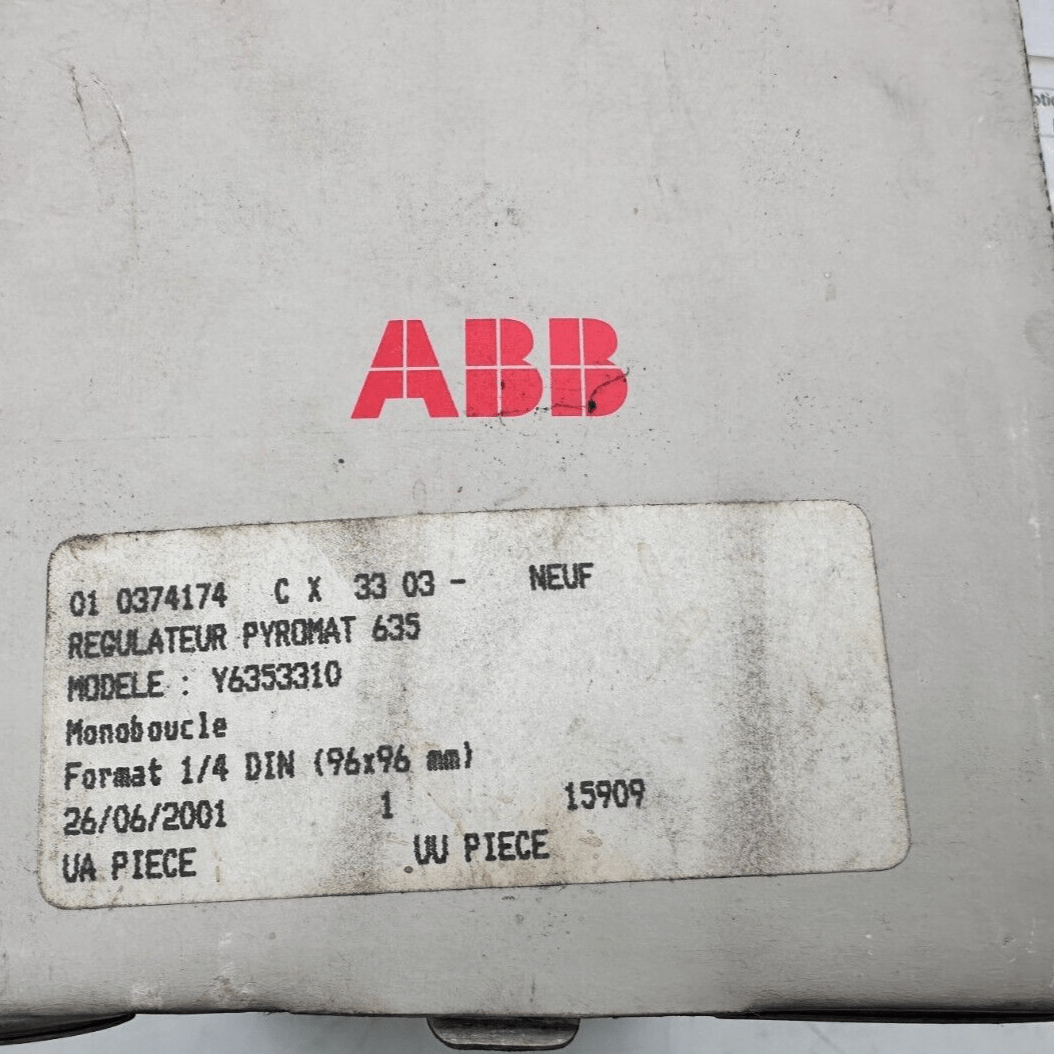 ABB
01 0374174 C X 33 03 - NEUF
REGULATEUR PYROMAT 635
MODELE : Y6353310
Monoboucle
Format 1/4 DIN (96x96 mm)
26/06/2001 1 15909
UA PIECE UU PIECE